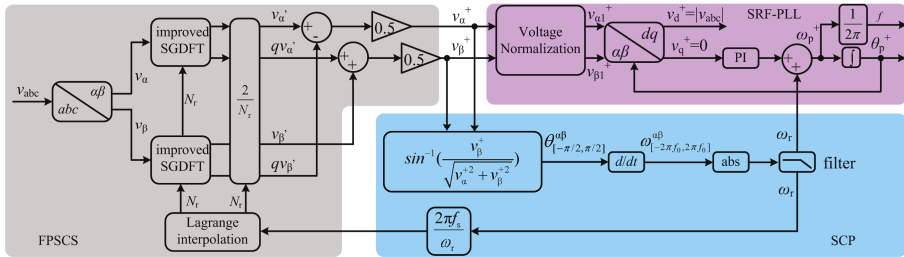 improved SGDFT
v_α' v_α^+ Voltage Normalization v_α1^+ v_d^+=|v_abc| SRF-PLL
+ - 0.5
dq αβ
ω_p^+ 1/2π f
qv_α' v_β^+ v_β1^+ v_q^+=0 PI + + ∫ θ_p^+
+ + 0.5
v_abc abc αβ v_α v_β
N_r 2/N_r
improved SGDFT
v_β'
qv_β'
sin^{-1}(v_β^+/√(v_α^{+2}+v_β^{+2})) θ^{αβ}_{[-π/2,π/2]} d/dt ω^{αβ}_{[-2πf_0,2πf_0]} abs ω_r filter
N_r N_r ω_r
Lagrange interpolation
2πf_s/ω_r
FPSCS SCP